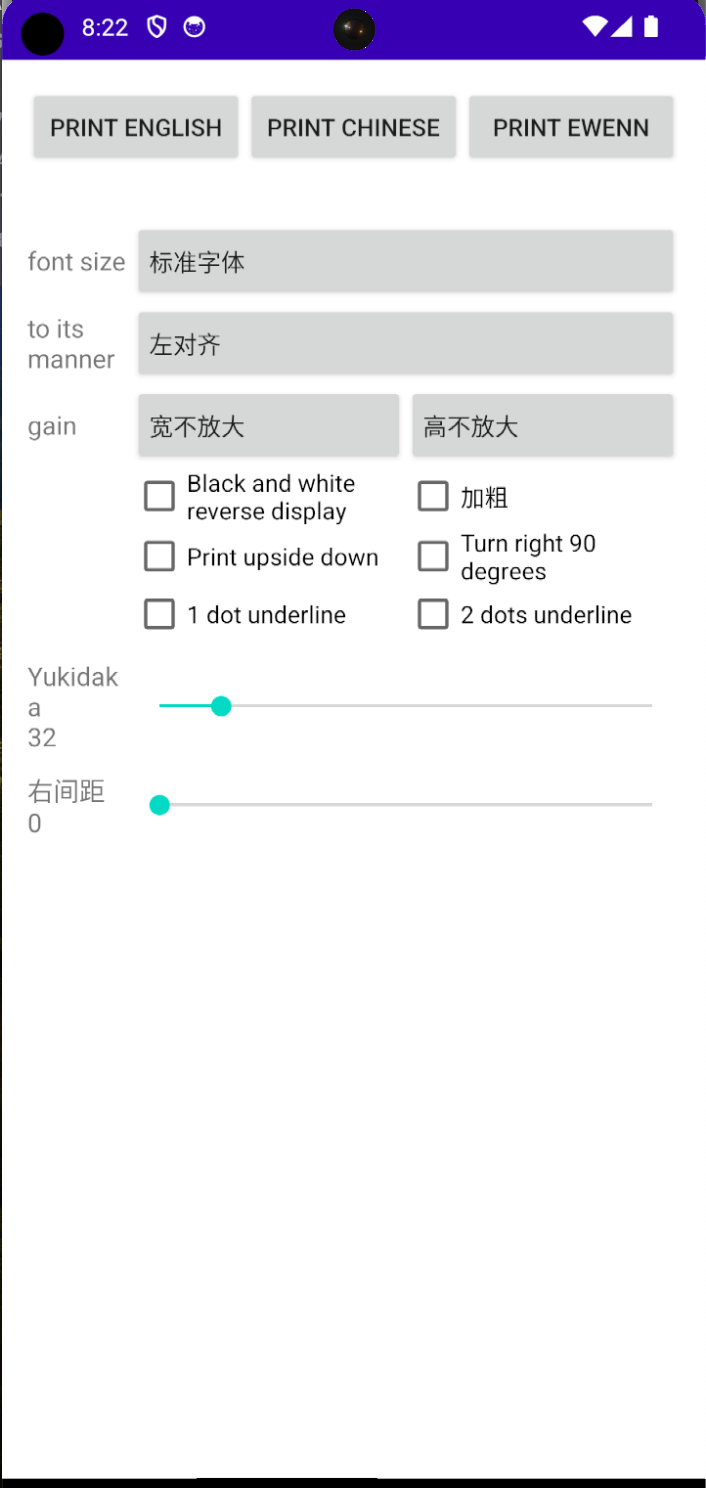 8:22
PRINT ENGLISH
PRINT CHINESE
PRINT EWENN
font size
标准字体
to its
manner
左对齐
gain
宽不放大
高不放大
Black and white
reverse display
加粗
Print upside down
Turn right 90
degrees
1 dot underline
2 dots underline
Yukidak
a
32
右间距
0